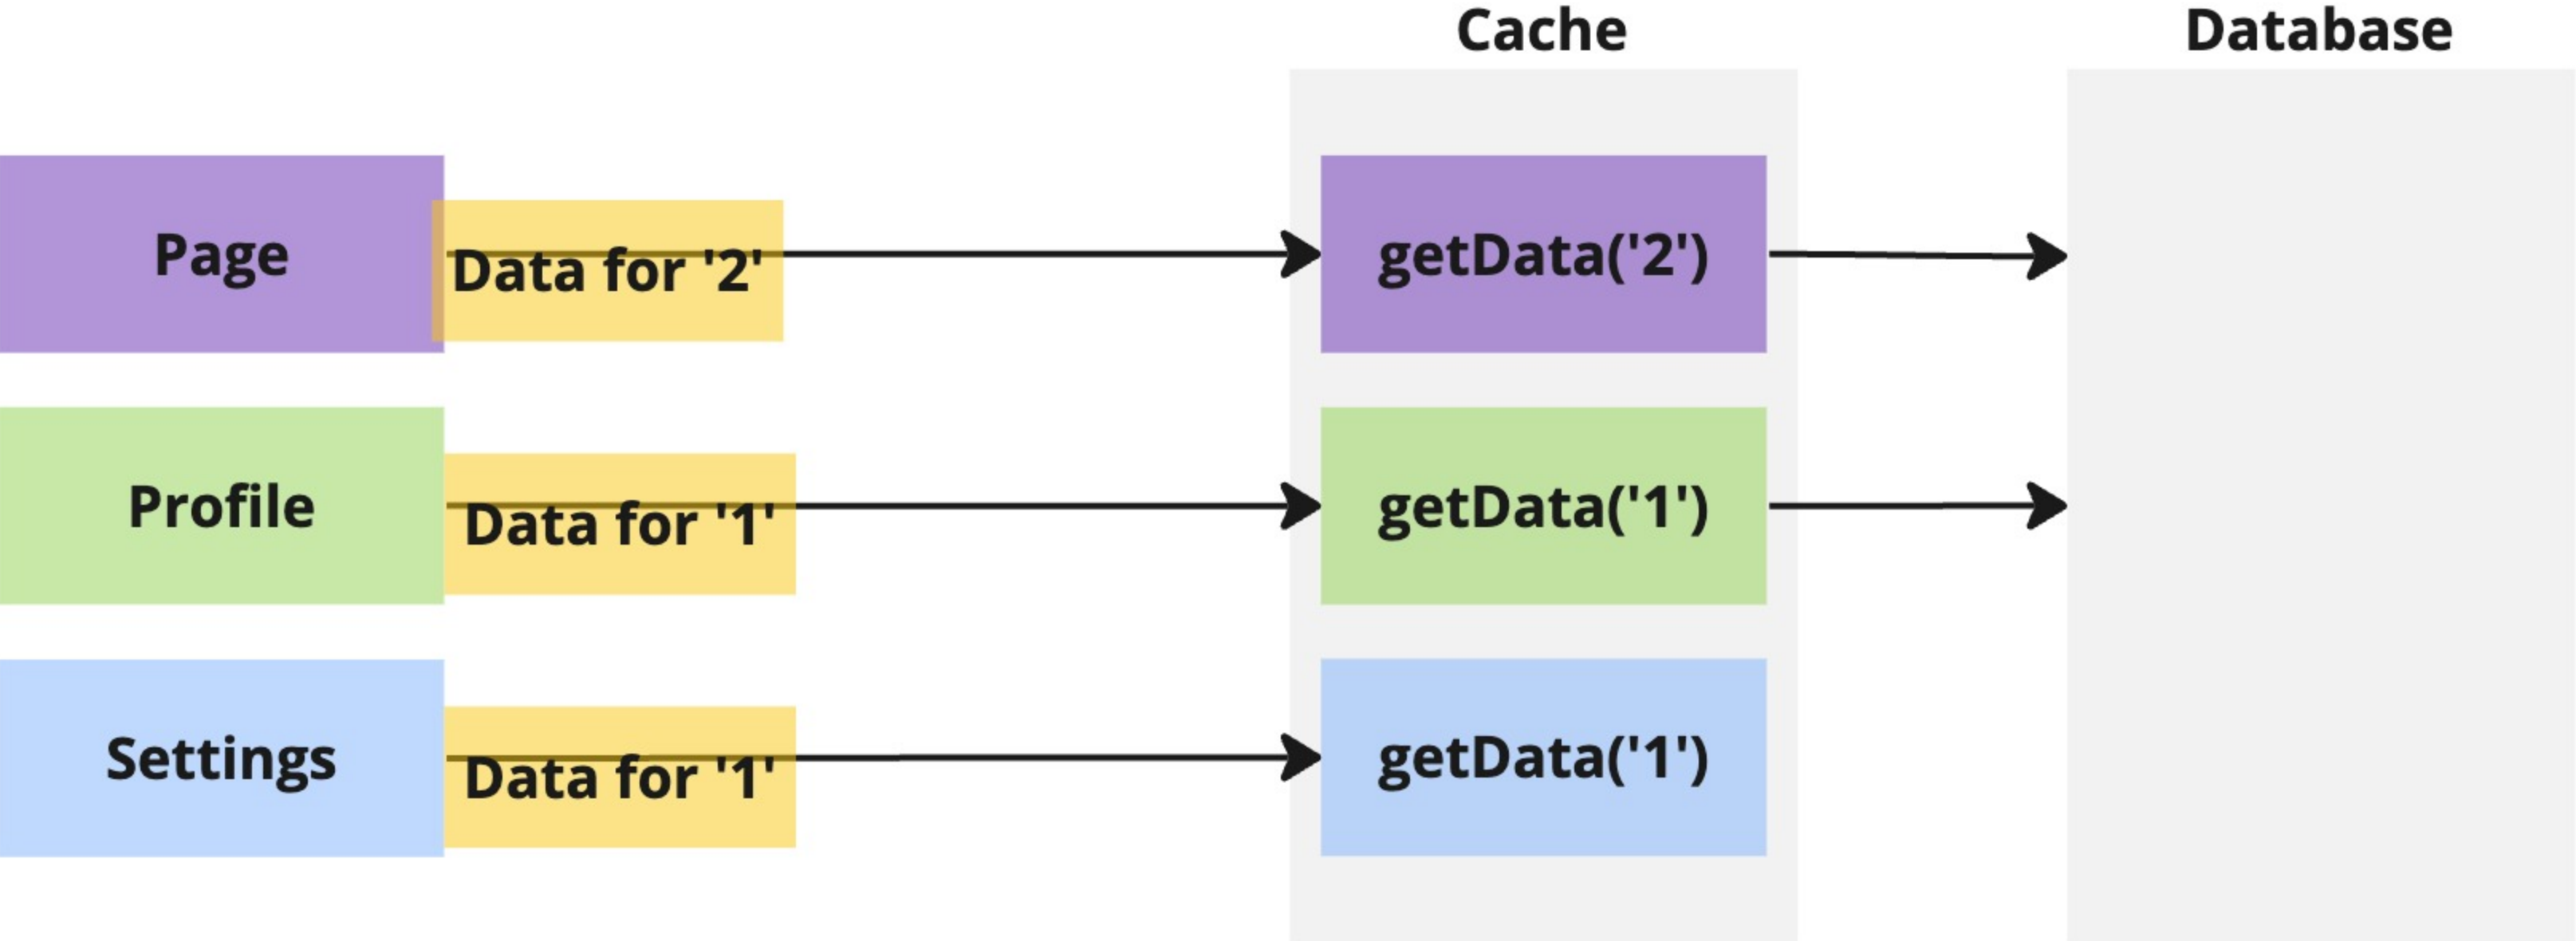 Cache
Database
Page
Data for '2'
getData('2')
Profile
Data for '1'
getData('1')
Settings
Data for '1'
getData('1')